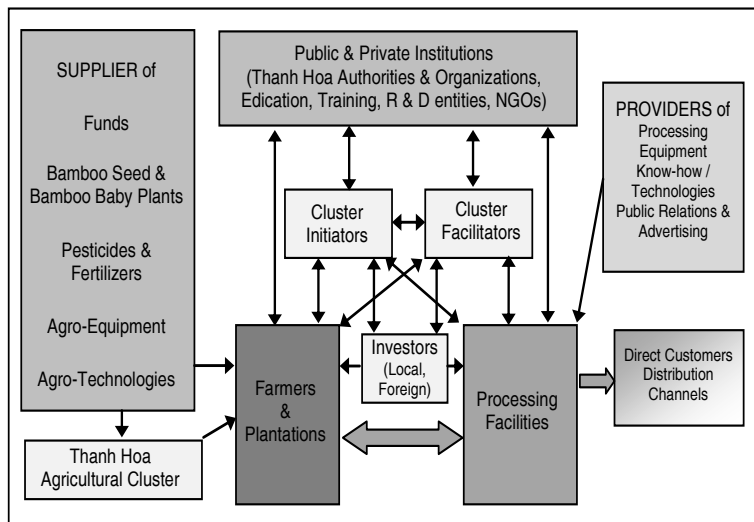 SUPPLIER of
Funds
Bamboo Seed &
Bamboo Baby Plants
Pesticides &
Fertilizers
Agro-Equipment
Agro-Technologies
Thanh Hoa
Agricultural Cluster
Public & Private Institutions
(Thanh Hoa Authorities & Organizations,
Edication, Training, R & D entities, NGOs)
Cluster
Initiators
Cluster
Facilitators
Investors
(Local,
Foreign)
Farmers
&
Plantations
Processing
Facilities
PROVIDERS of
Processing
Equipment
Know-how /
Technologies
Public Relations &
Advertising
Direct Customers
Distribution
Channels